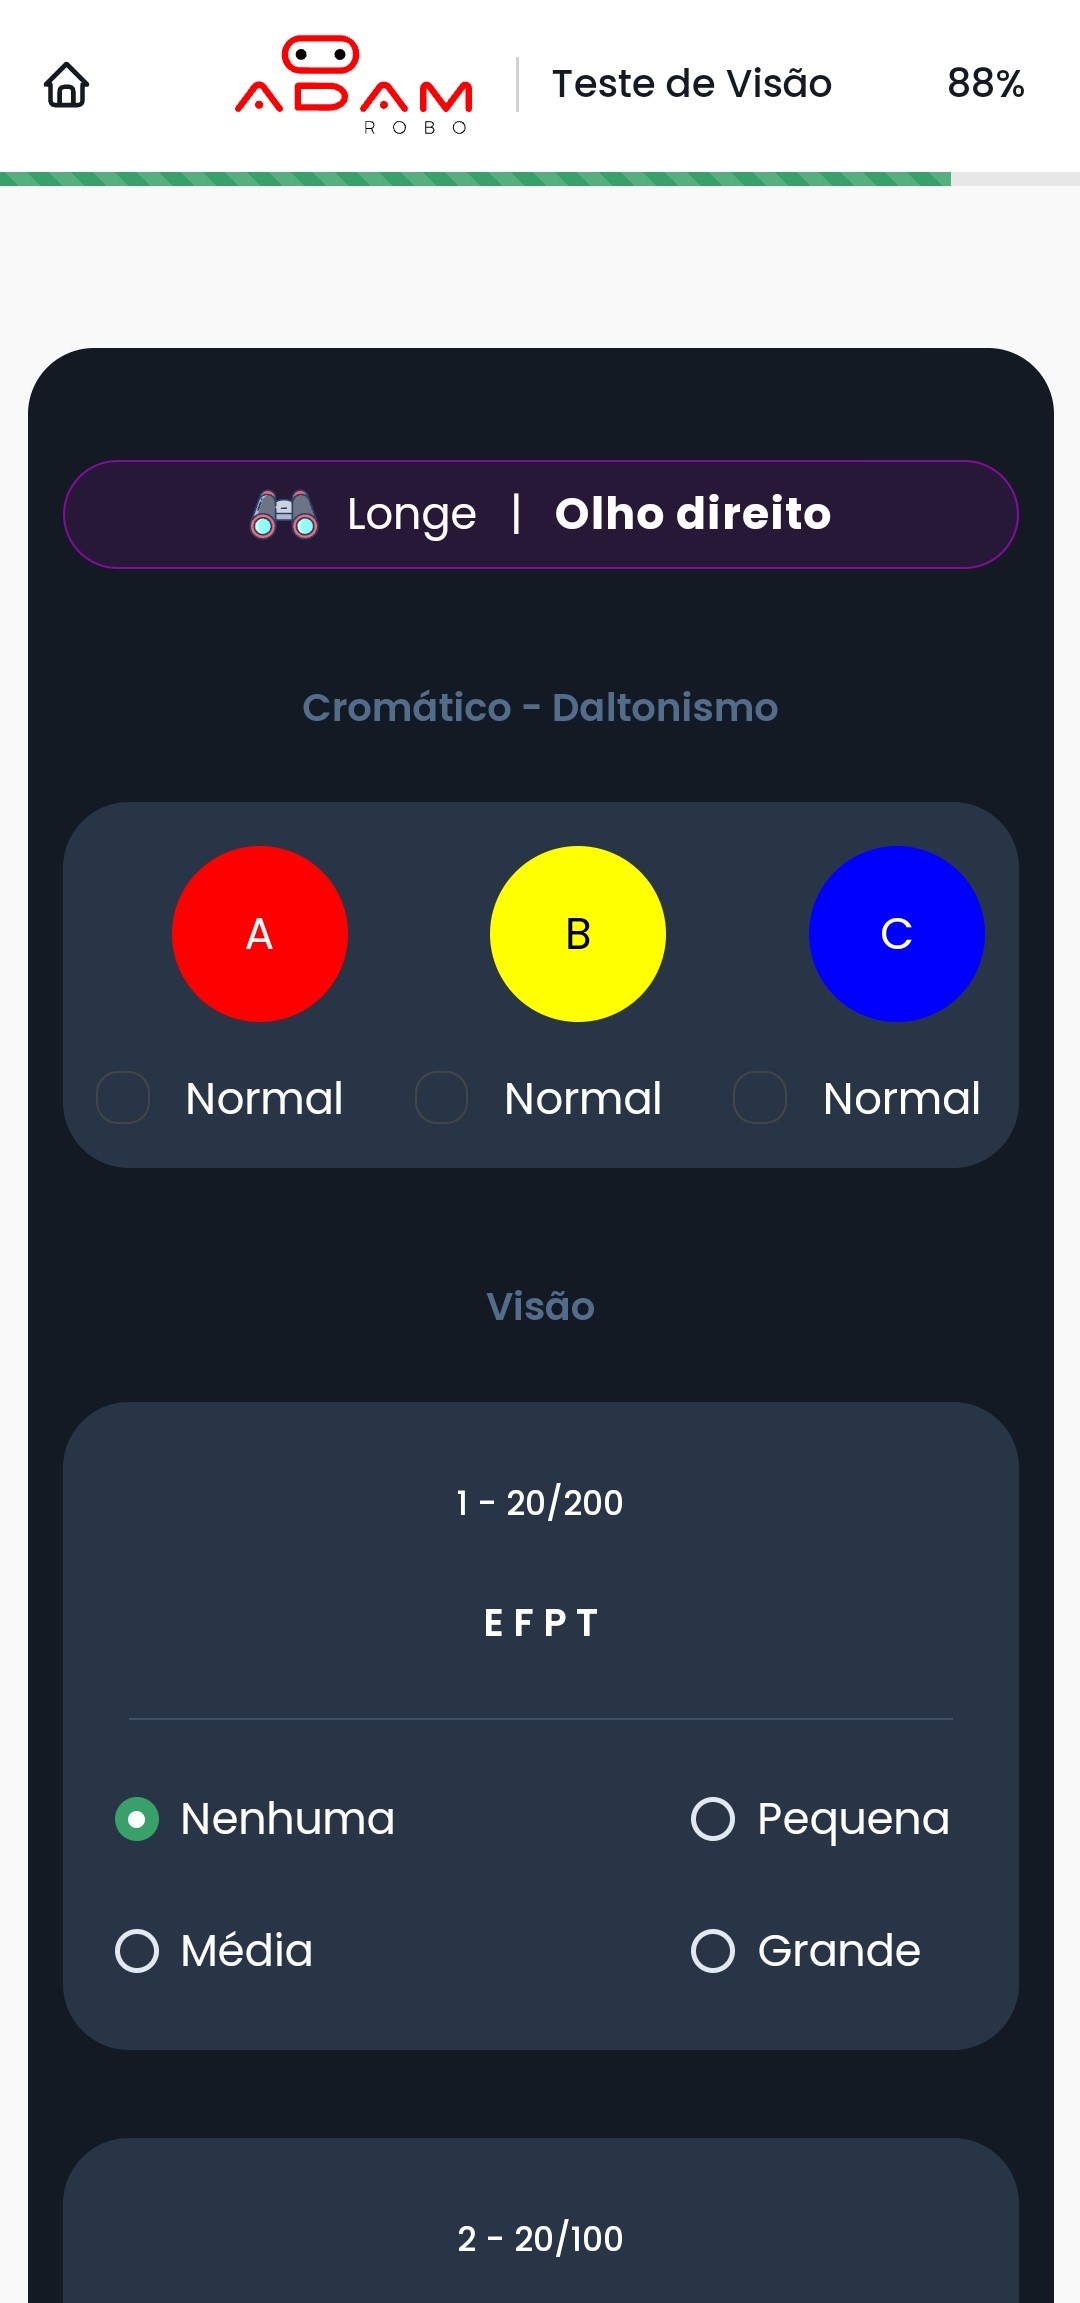 ADAM
ROBO
Teste de Visão
88%
Longe | Olho direito
Cromático - Daltonismo
A B C
Normal Normal Normal
Visão
1 - 20/200
E F P T
Nenhuma Pequena
Média Grande
2 - 20/100